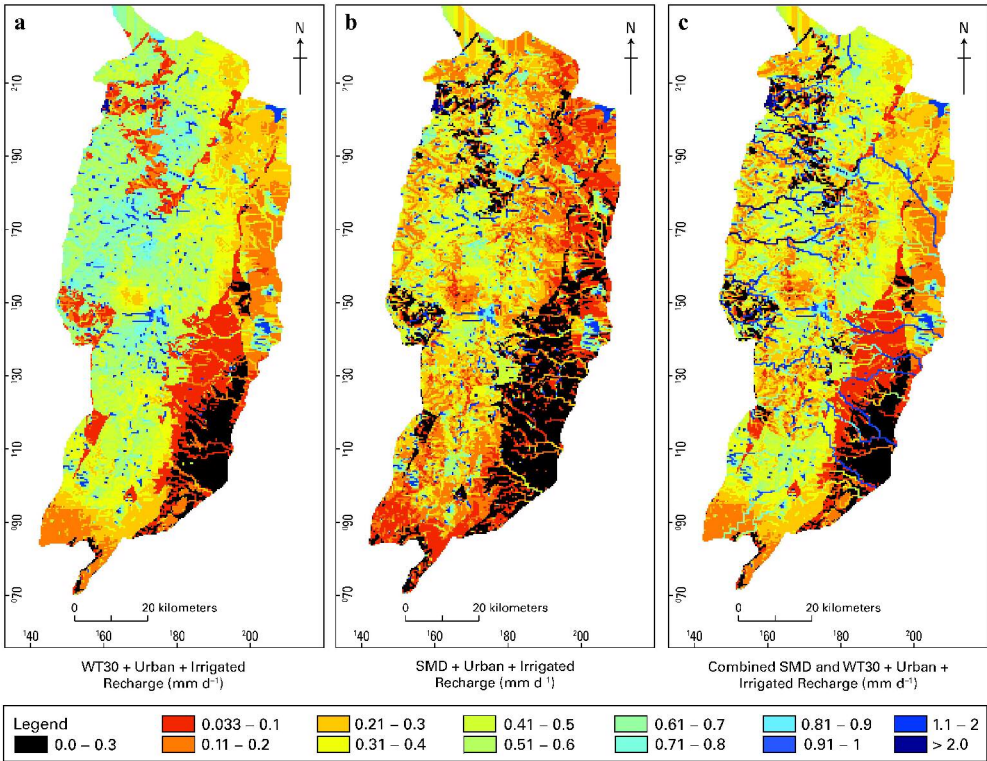 a
N
b
N
c
N
210
190
170
150
130
110
090
070
0 20 kilometers
140 160 180 200
210
190
170
150
130
110
090
070
0 20 kilometers
140 160 180 200
210
190
170
150
130
110
090
070
0 20 kilometers
140 160 180 200
WT30 + Urban + Irrigated
Recharge (mm d⁻¹)
SMD + Urban + Irrigated
Recharge (mm d⁻¹)
Combined SMD and WT30 + Urban +
Irrigated Recharge (mm d⁻¹)
Legend
0.0 – 0.3
0.033 – 0.1
0.11 – 0.2
0.21 – 0.3
0.31 – 0.4
0.41 – 0.5
0.51 – 0.6
0.61 – 0.7
0.71 – 0.8
0.81 – 0.9
0.91 – 1
1.1 – 2
> 2.0